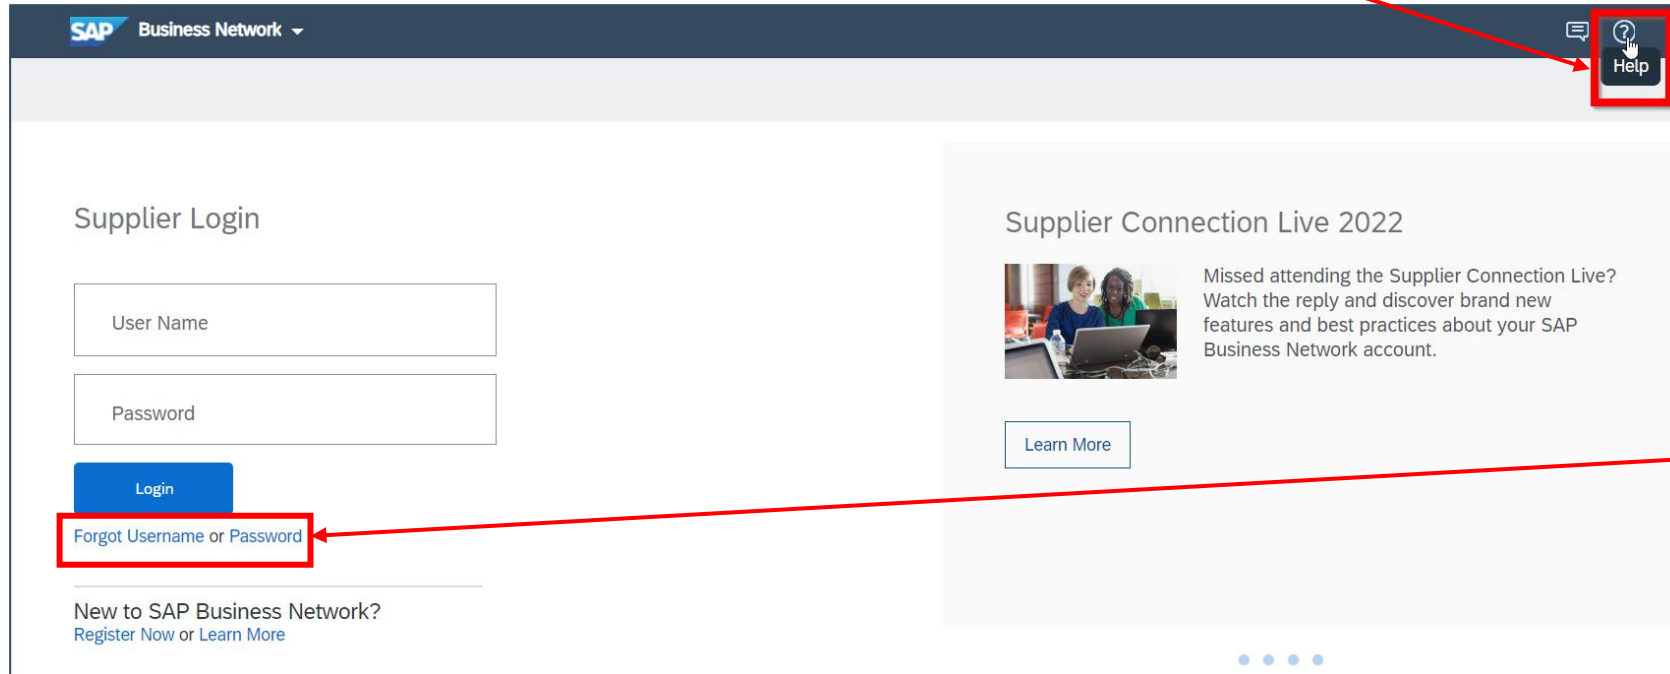 SAP Business Network
Help
Supplier Login
User Name
Password
Login
Forgot Username or Password
New to SAP Business Network?
Register Now or Learn More
Supplier Connection Live 2022
Missed attending the Supplier Connection Live?
Watch the reply and discover brand new
features and best practices about your SAP
Business Network account.
Learn More